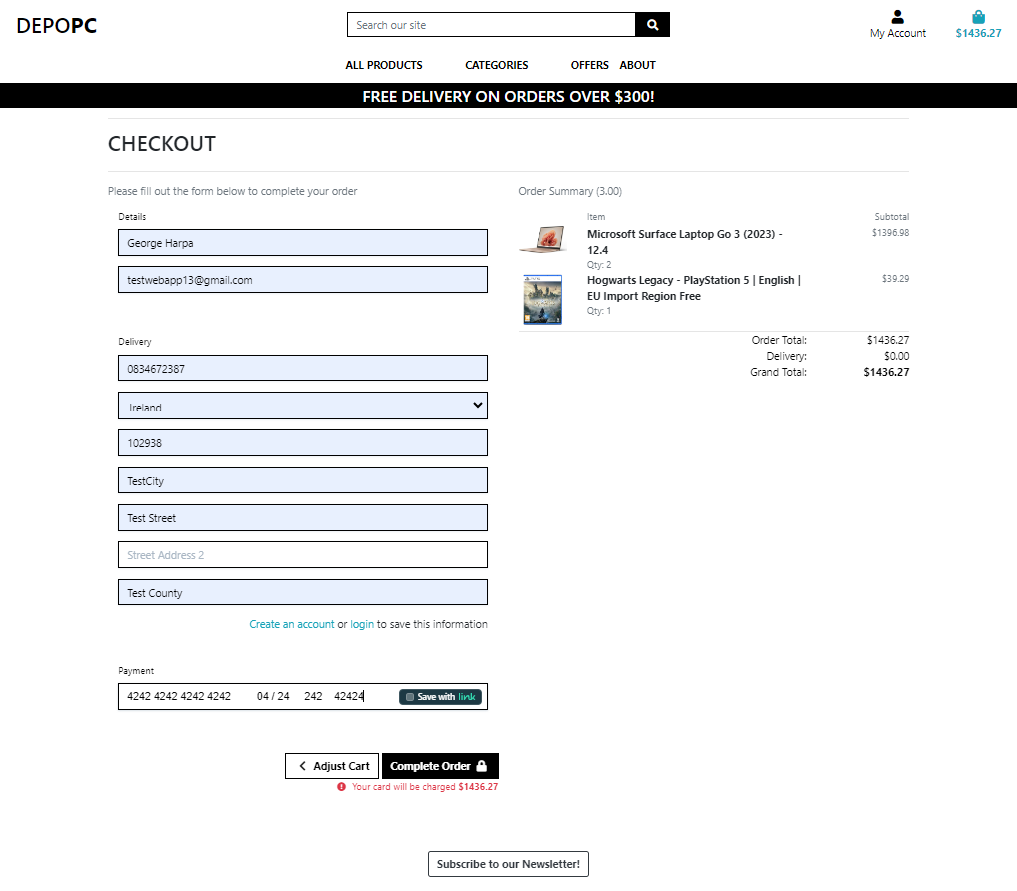 DEPOPC
Search our site
My Account
$1436.27
ALL PRODUCTS CATEGORIES OFFERS ABOUT
FREE DELIVERY ON ORDERS OVER $300!
CHECKOUT
Please fill out the form below to complete your order
Details
George Harpa
testwebapp13@gmail.com
Delivery
0834672387
Ireland
102938
TestCity
Test Street
Street Address 2
Test County
Create an account or login to save this information
Payment
4242 4242 4242 4242 04 / 24 242 42424 Save with link
Adjust Cart Complete Order
Your card will be charged $1436.27
Order Summary (3.00)
Item Subtotal
Microsoft Surface Laptop Go 3 (2023) - $1396.98
12.4
Qty: 2
Hogwarts Legacy - PlayStation 5 | English | $39.29
EU Import Region Free
Qty: 1
Order Total: $1436.27
Delivery: $0.00
Grand Total: $1436.27
Subscribe to our Newsletter!